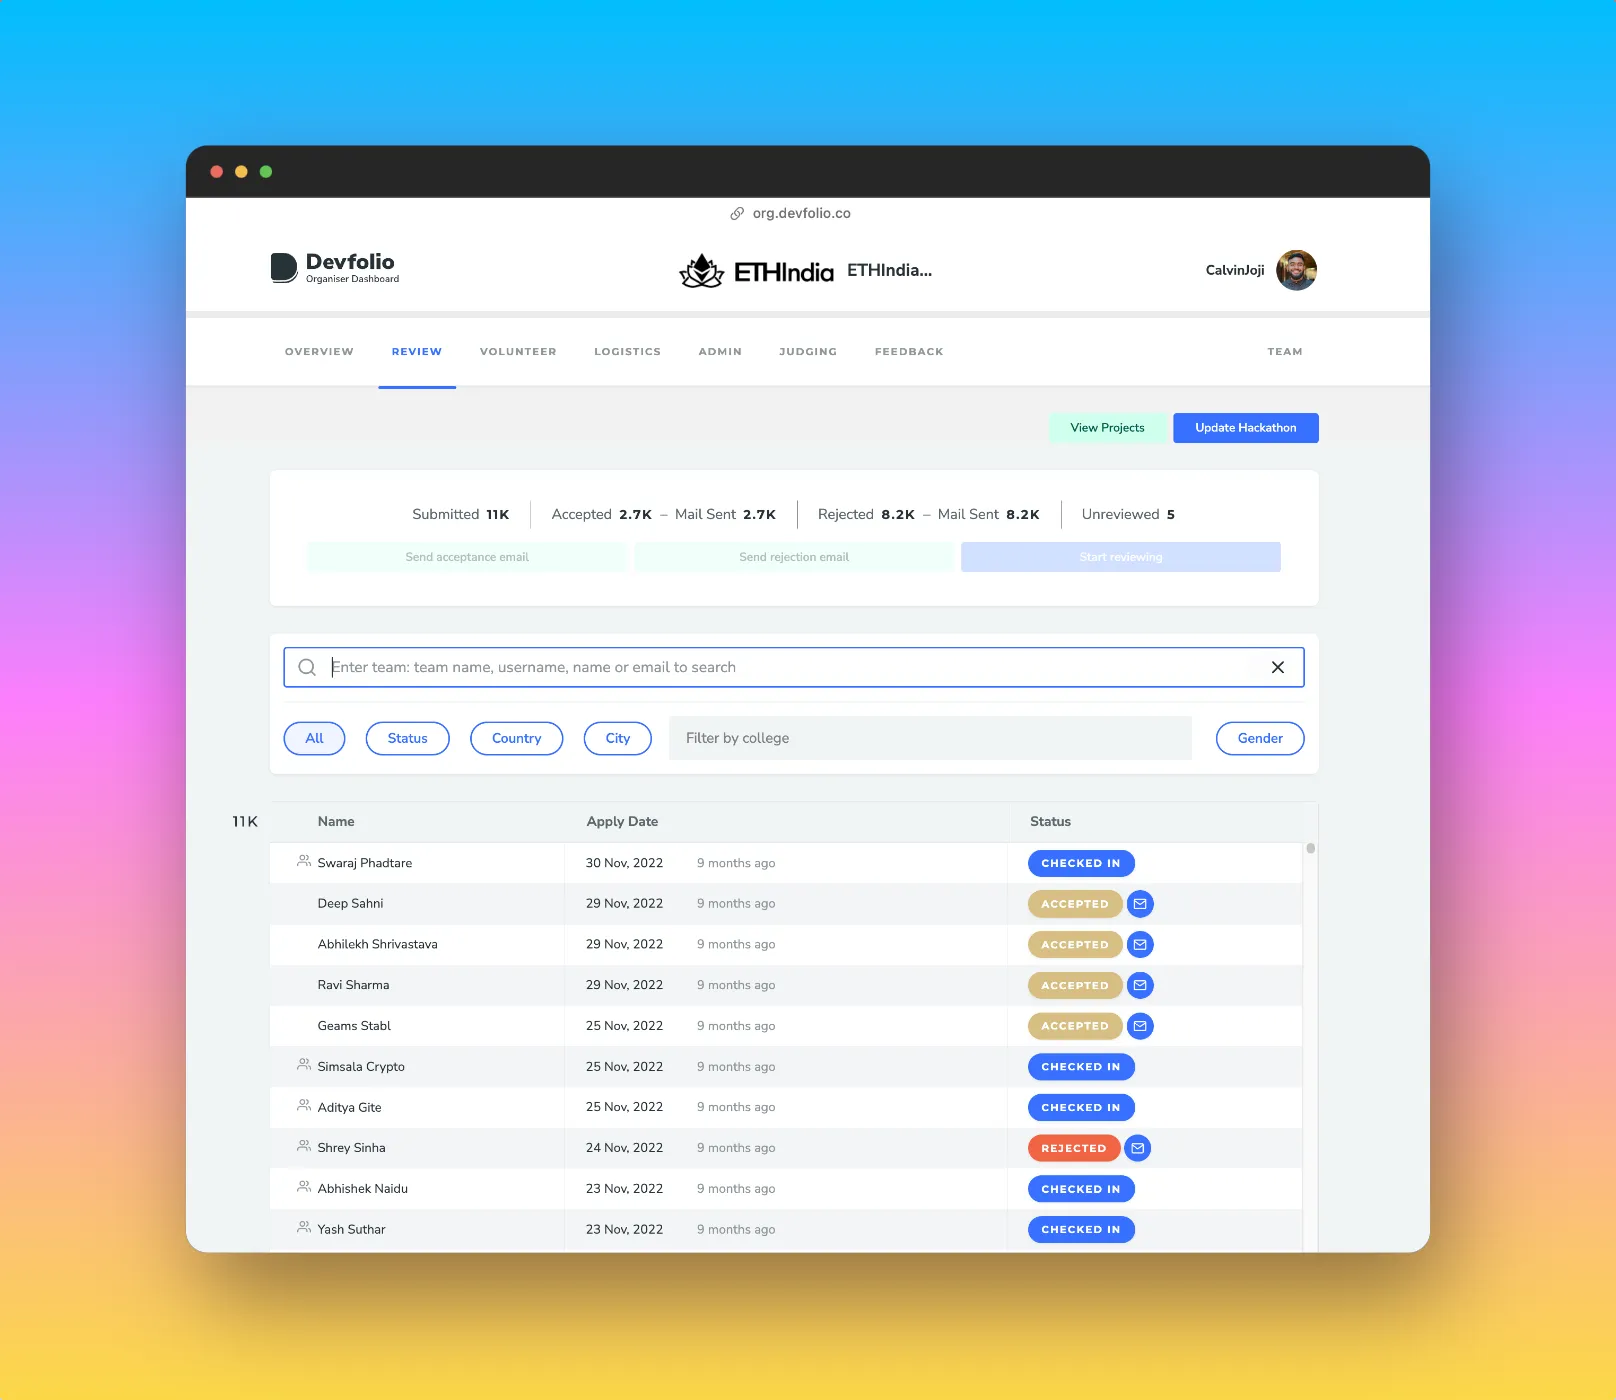 org.devfolio.co
Devfolio
Organiser Dashboard
ETHIndia ETHIndia...
CalvinJoji
OVERVIEW REVIEW VOLUNTEER LOGISTICS ADMIN JUDGING FEEDBACK TEAM
View Projects Update Hackathon
Submitted 11K Accepted 2.7K – Mail Sent 2.7K Rejected 8.2K – Mail Sent 8.2K Unreviewed 5
Send acceptance email Send rejection email Start reviewing
Enter team: team name, username, name or email to search
All Status Country City Filter by college Gender
11K Name Apply Date Status
Swaraj Phadtare 30 Nov, 2022 9 months ago CHECKED IN
Deep Sahni 29 Nov, 2022 9 months ago ACCEPTED
Abhilekh Shrivastava 29 Nov, 2022 9 months ago ACCEPTED
Ravi Sharma 29 Nov, 2022 9 months ago ACCEPTED
Geams Stabl 25 Nov, 2022 9 months ago ACCEPTED
Simsala Crypto 25 Nov, 2022 9 months ago CHECKED IN
Aditya Gite 25 Nov, 2022 9 months ago CHECKED IN
Shrey Sinha 24 Nov, 2022 9 months ago REJECTED
Abhishek Naidu 23 Nov, 2022 9 months ago CHECKED IN
Yash Suthar 23 Nov, 2022 9 months ago CHECKED IN